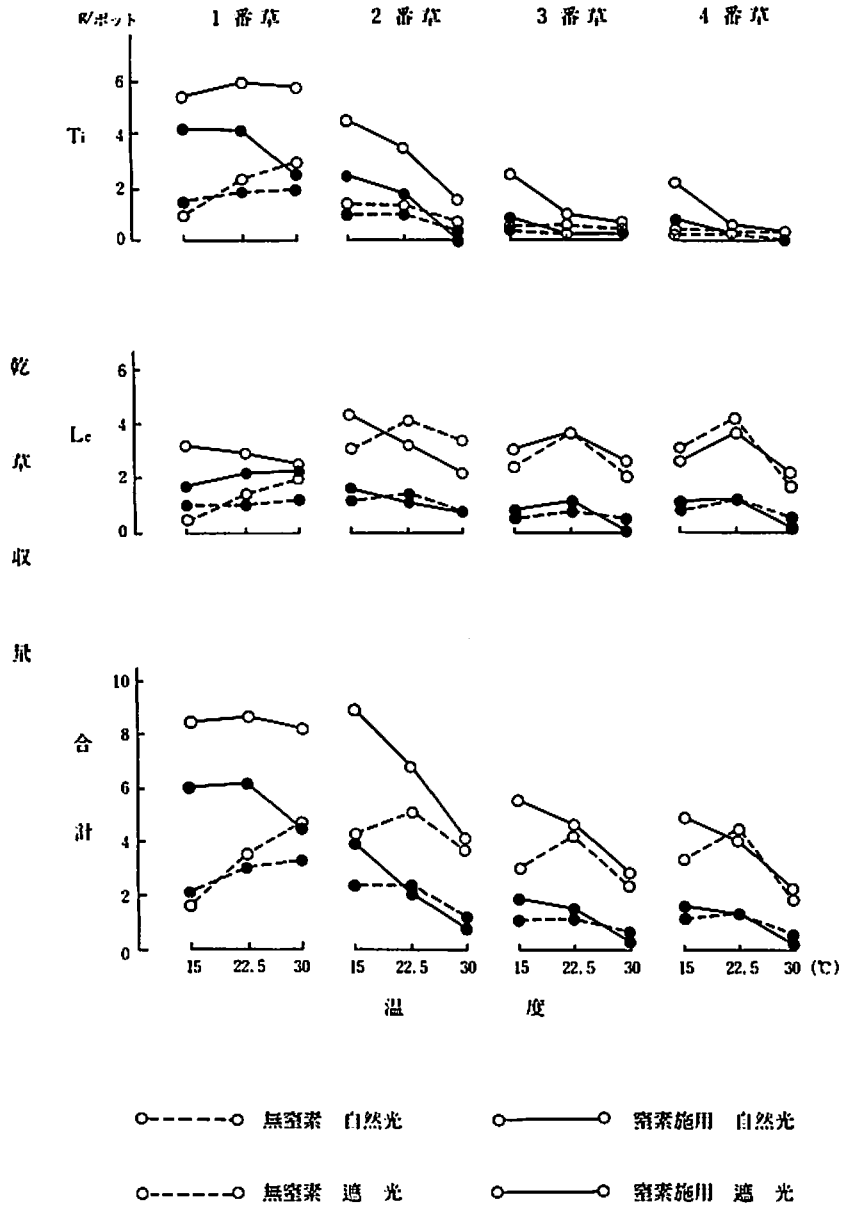 g/ポット 1 番草 2 番草 3 番草 4 番草
6
Ti 4
2
0
乾草収量
6
Lc 4
2
0
10
合計 8
6
4
2
0
15 22.5 30 15 22.5 30 15 22.5 30 15 22.5 30 (℃)
温 度
無窒素 自然光 窒素施用 自然光
無窒素 遮 光 窒素施用 遮 光